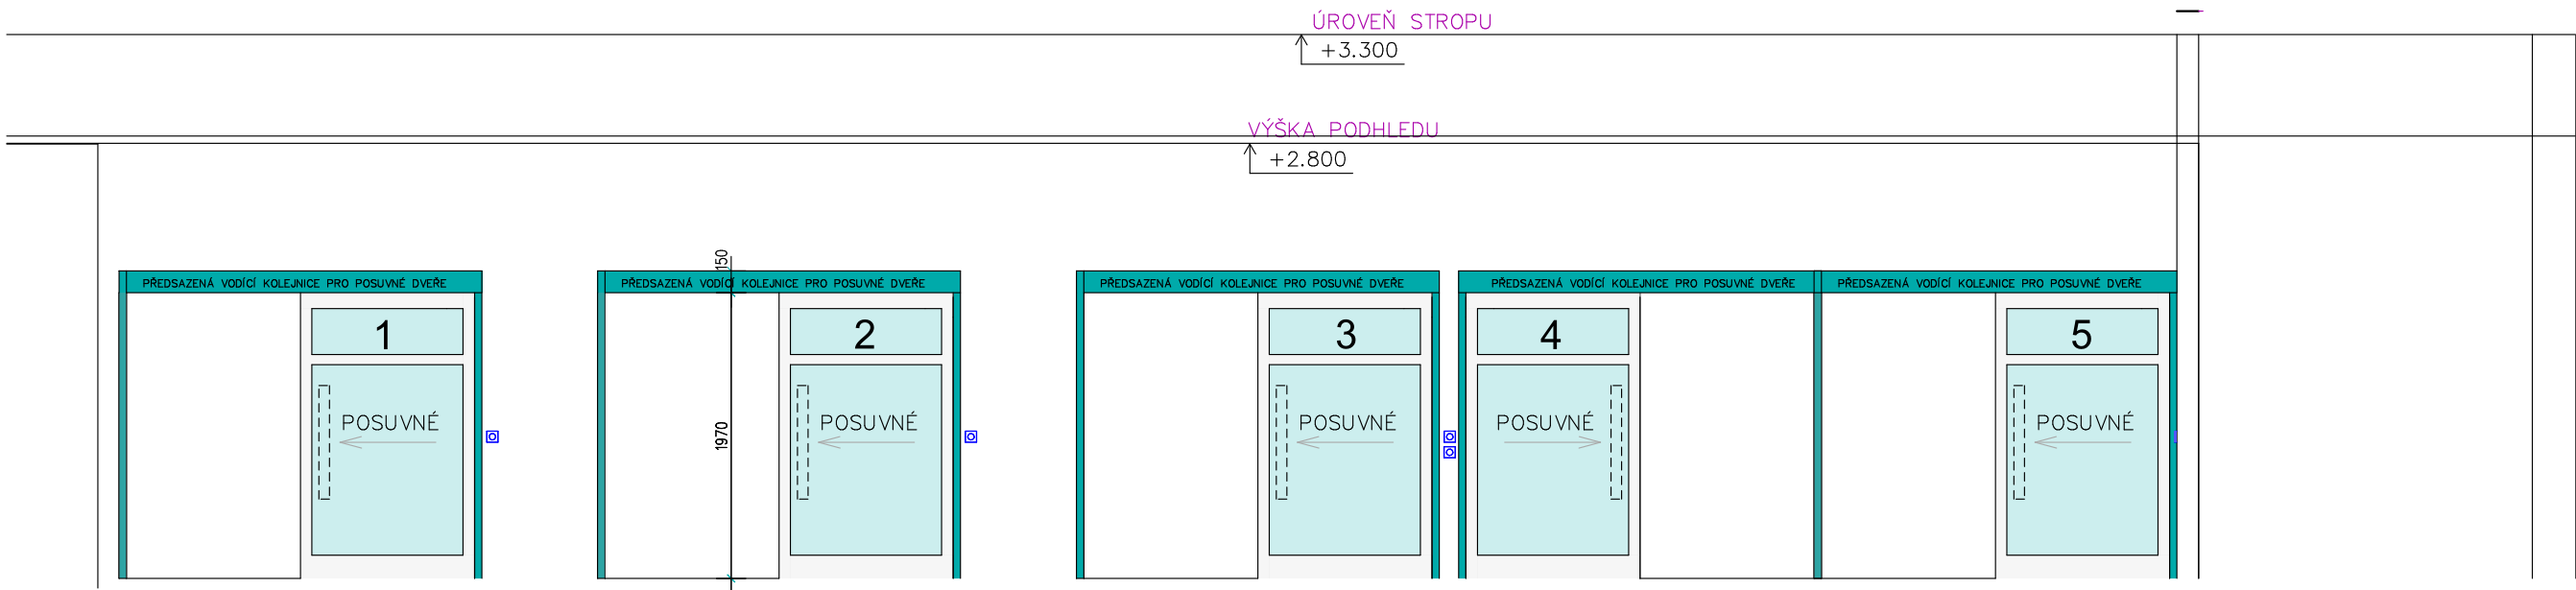 ÚROVEŇ STROPU
+3.300
VÝŠKA PODHLEDU
+2.800
150
PŘEDSAZENÁ VODÍCÍ KOLEJNICE PRO POSUVNÉ DVEŘE
PŘEDSAZENÁ VODÍCÍ KOLEJNICE PRO POSUVNÉ DVEŘE
PŘEDSAZENÁ VODÍCÍ KOLEJNICE PRO POSUVNÉ DVEŘE
PŘEDSAZENÁ VODÍCÍ KOLEJNICE PRO POSUVNÉ DVEŘE
PŘEDSAZENÁ VODÍCÍ KOLEJNICE PRO POSUVNÉ DVEŘE
1
2
3
4
5
POSUVNÉ
POSUVNÉ
POSUVNÉ
POSUVNÉ
POSUVNÉ
1970